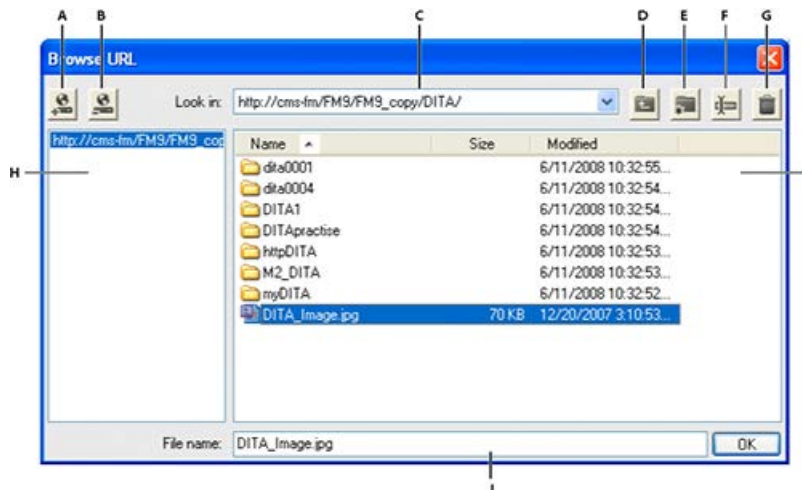 A B C D E F G
Browse URL
Look in: http://cms-fm/FM9/FM9_copy/DITA/
http://cms-fm/FM9/FM9_cop
Name Size Modified
H
dita0001 6/11/2008 10:32:55...
dita0004 6/11/2008 10:32:54...
DITA1 6/11/2008 10:32:54...
DITApractise 6/11/2008 10:32:54...
httpDITA 6/11/2008 10:32:53...
M2_DITA 6/11/2008 10:32:53...
myDITA 6/11/2008 10:32:52...
DITA_Image.jpg 70 KB 12/20/2007 3:10:53...
File name: DITA_Image.jpg OK